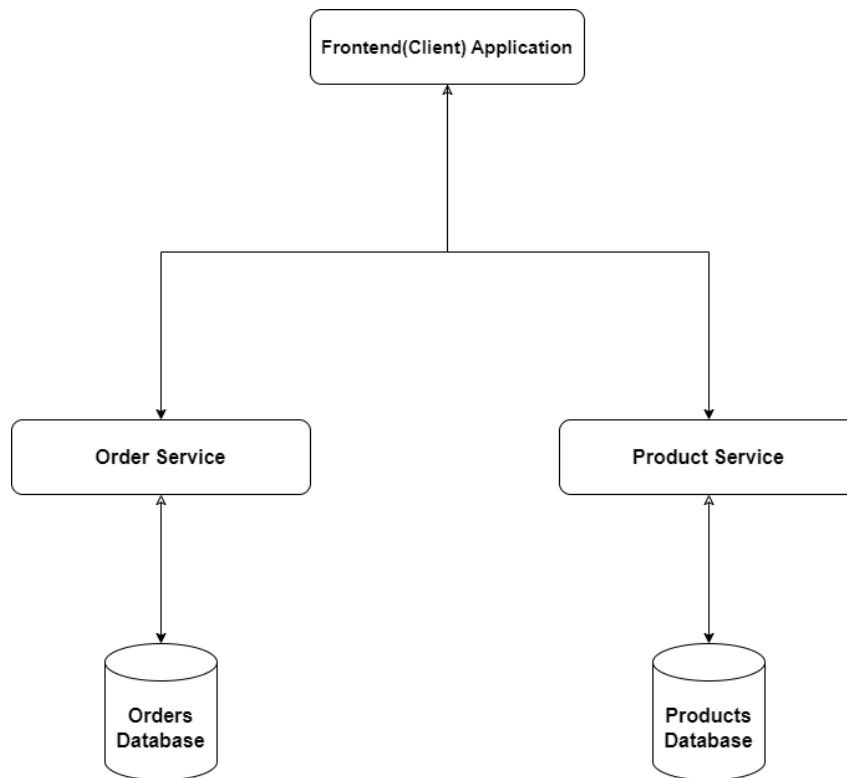 Frontend(Client) Application
Order Service
Product Service
Orders
Database
Products
Database